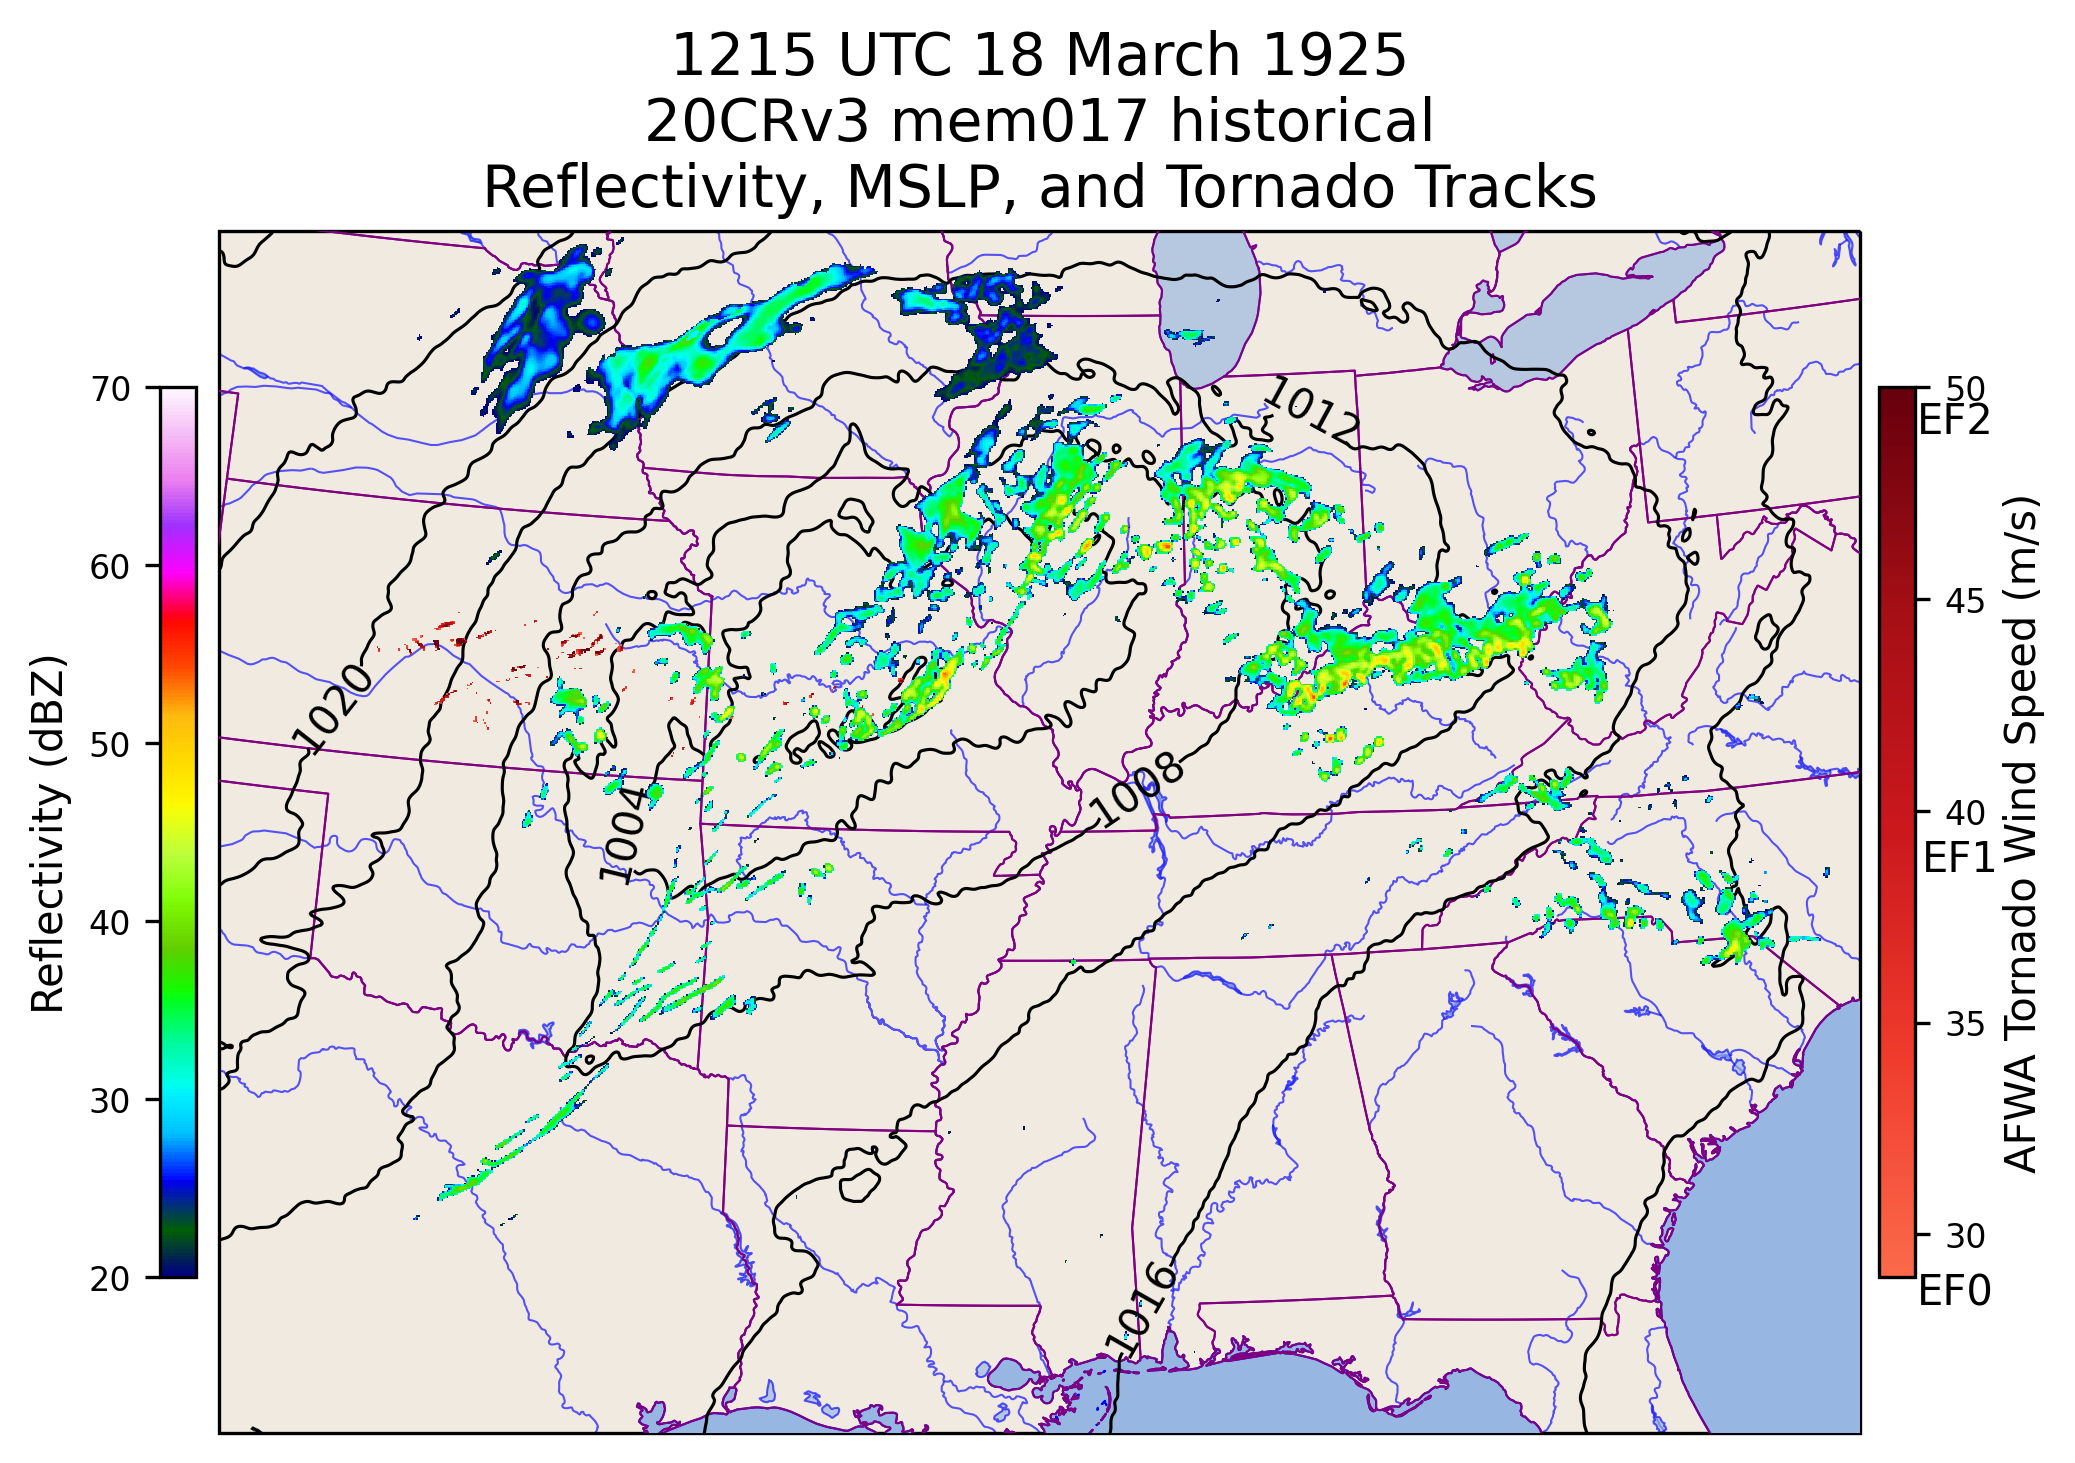 1215 UTC 18 March 1925
20CRv3 mem017 historical
Reflectivity, MSLP, and Tornado Tracks
70
60
50
40
30
20
Reflectivity (dBZ)
1012
1020
1008
1004
1016
50
EF2
45
40
EF1
35
30
EF0
AFWA Tornado Wind Speed (m/s)